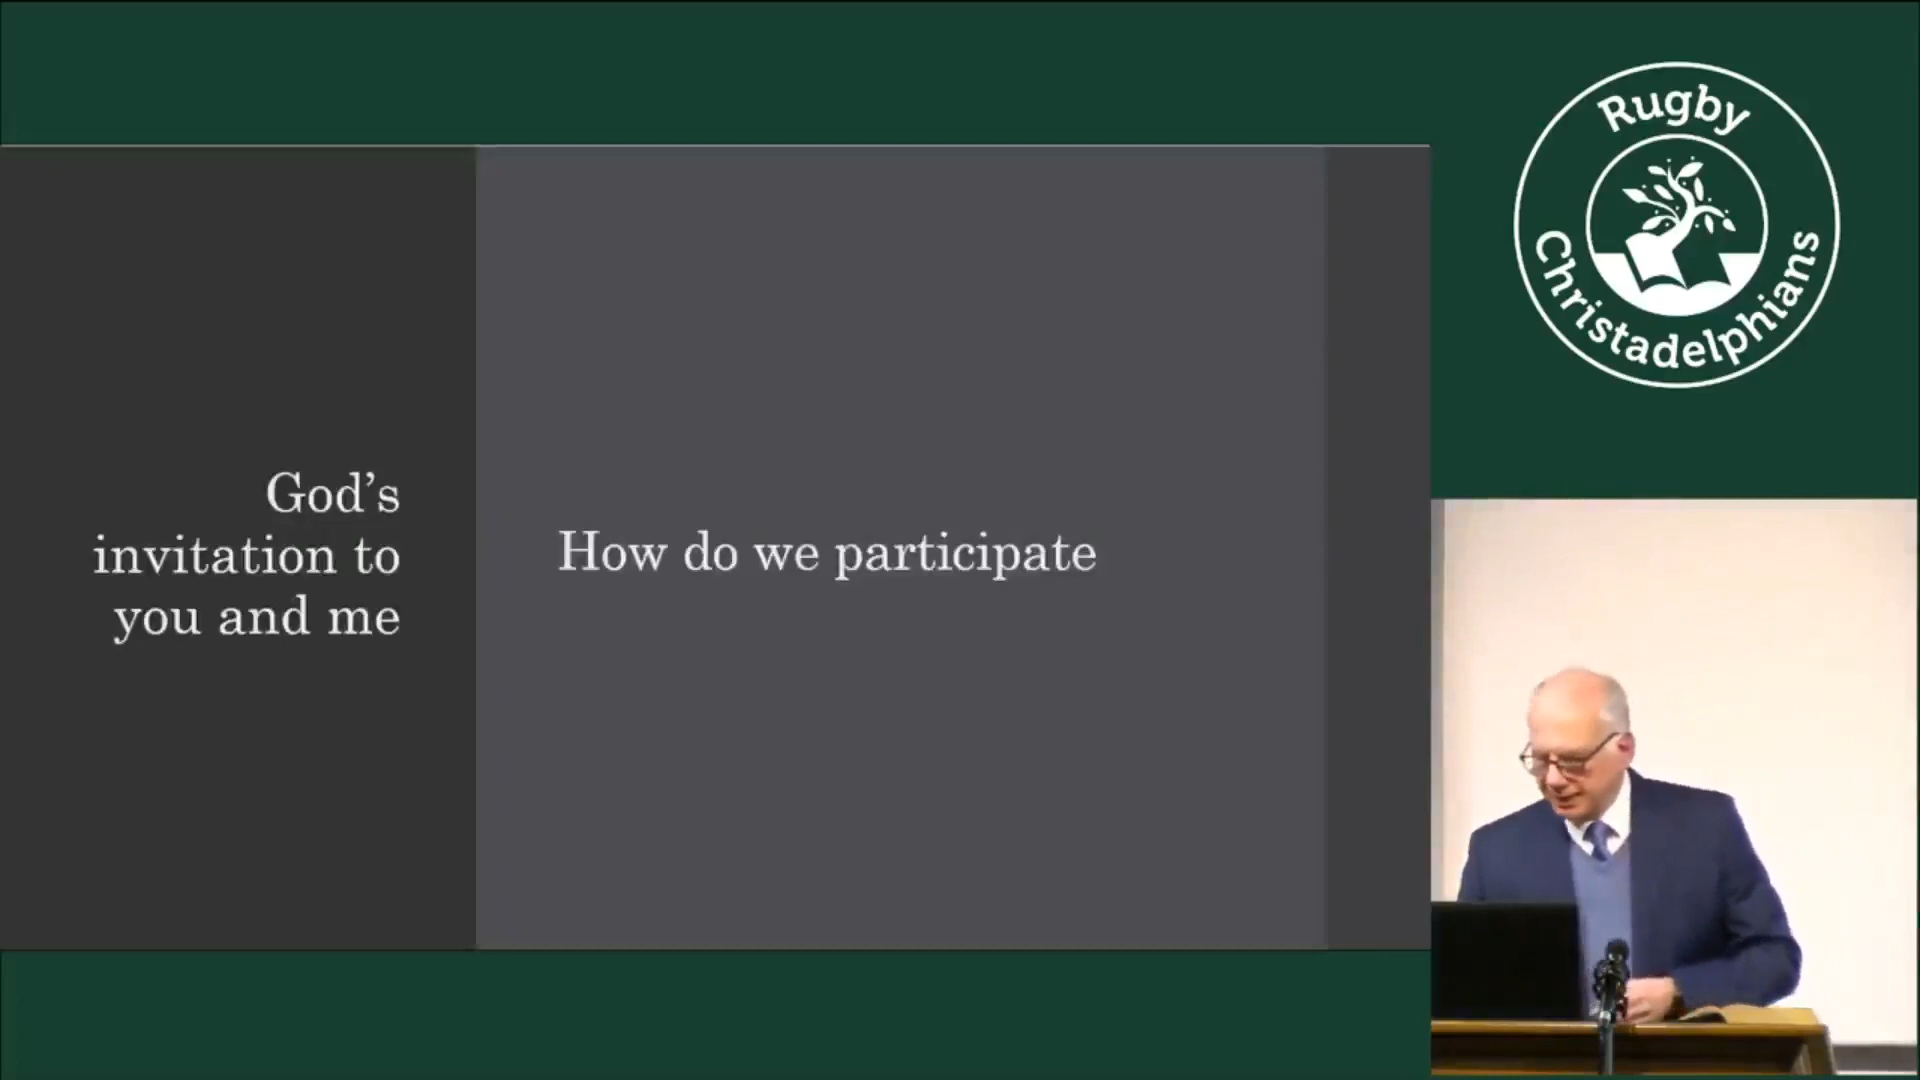 God's
invitation to
you and me
How do we participate
Rugby
Christadelphians